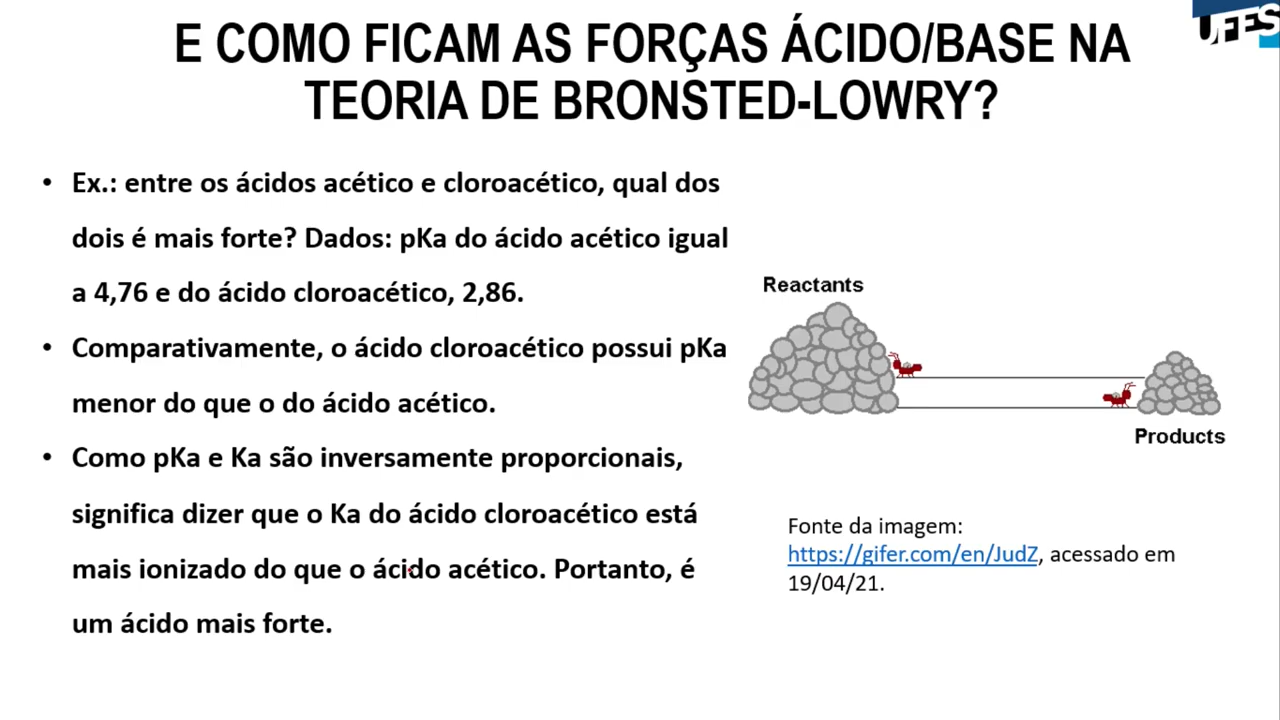 UFES
E COMO FICAM AS FORÇAS ÁCIDO/BASE NA
TEORIA DE BRONSTED-LOWRY?
• Ex.: entre os ácidos acético e cloroacético, qual dos
dois é mais forte? Dados: pKa do ácido acético igual
a 4,76 e do ácido cloroacético, 2,86.
• Comparativamente, o ácido cloroacético possui pKa
menor do que o do ácido acético.
• Como pKa e Ka são inversamente proporcionais,
significa dizer que o Ka do ácido cloroacético está
mais ionizado do que o ácido acético. Portanto, é
um ácido mais forte.
Reactants
Products
Fonte da imagem:
https://gifer.com/en/JudZ, acessado em
19/04/21.